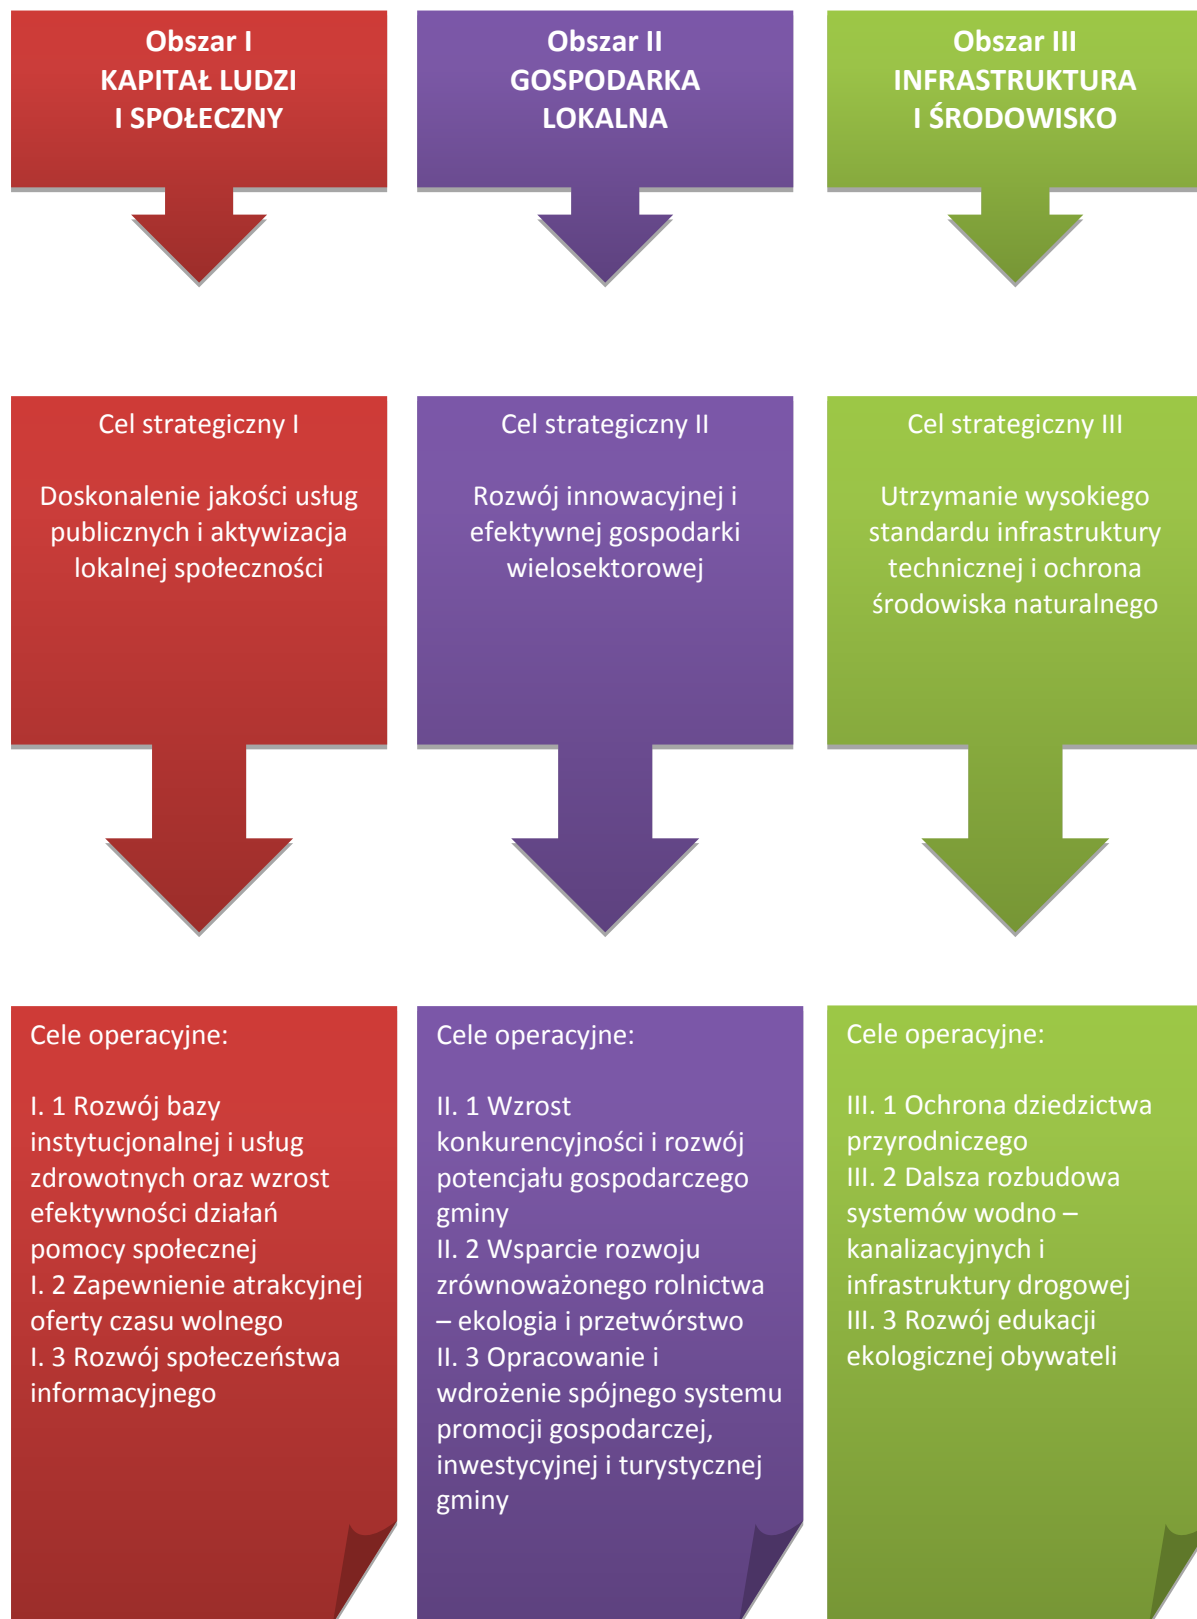 Obszar I
KAPITAŁ LUDZI
I SPOŁECZNY
Obszar II
GOSPODARKA
LOKALNA
Obszar III
INFRASTRUKTURA
I ŚRODOWISKO
Cel strategiczny I
Doskonalenie jakości usług
publicznych i aktywizacja
lokalnej społeczności
Cel strategiczny II
Rozwój innowacyjnej i
efektywnej gospodarki
wielosektorowej
Cel strategiczny III
Utrzymanie wysokiego
standardu infrastruktury
technicznej i ochrona
środowiska naturalnego
Cele operacyjne:
I. 1 Rozwój bazy
instytucjonalnej i usług
zdrowotnych oraz wzrost
efektywności działań
pomocy społecznej
I. 2 Zapewnienie atrakcyjnej
oferty czasu wolnego
I. 3 Rozwój społeczeństwa
informacyjnego
Cele operacyjne:
II. 1 Wzrost
konkurencyjności i rozwój
potencjału gospodarczego
gminy
II. 2 Wsparcie rozwoju
zrównoważonego rolnictwa
– ekologia i przetwórstwo
II. 3 Opracowanie i
wdrożenie spójnego systemu
promocji gospodarczej,
inwestycyjnej i turystycznej
gminy
Cele operacyjne:
III. 1 Ochrona dziedzictwa
przyrodniczego
III. 2 Dalsza rozbudowa
systemów wodno –
kanalizacyjnych i
infrastruktury drogowej
III. 3 Rozwój edukacji
ekologicznej obywateli